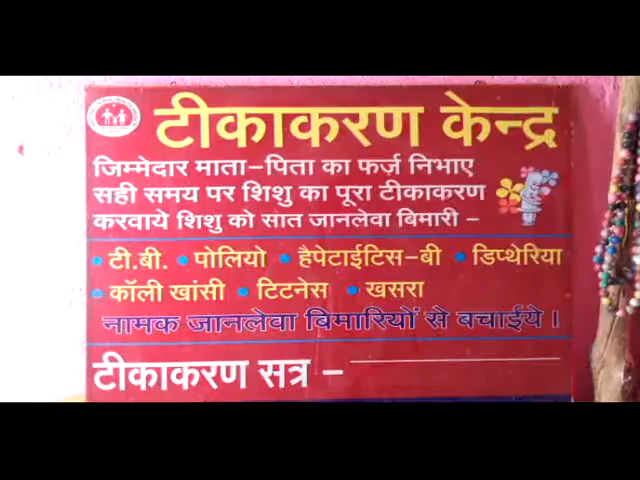 टीकाकरण केन्द्र
जिम्मेदार माता-पिता का फर्ज़ निभाए
सही समय पर शिशु का पूरा टीकाकरण
करवाये शिशु को सात जानलेवा बिमारी -
• टी.बी. • पोलियो • हैपेटाईटिस-बी • डिप्थेरिया
• कॉली खांसी • टिटनेस • खसरा
नामक जानलेवा बिमारियों से बचाईये ।
टीकाकरण सत्र -